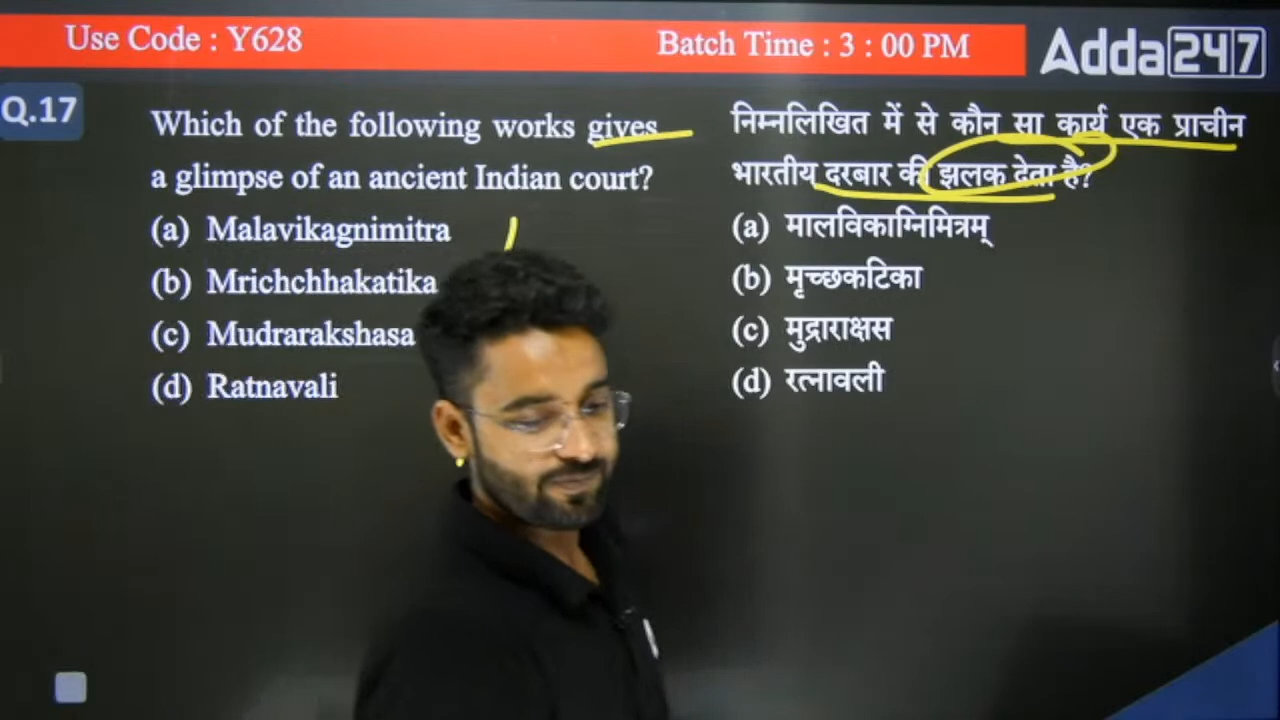 Use Code : Y628
Batch Time : 3 : 00 PM
Adda247
Q.17
Which of the following works gives
a glimpse of an ancient Indian court?
(a) Malavikagnimitra
(b) Mrichchhakatika
(c) Mudrarakshasa
(d) Ratnavali
निम्नलिखित में से कौन सा कार्य एक प्राचीन
भारतीय दरबार की झलक देता है?
(a) मालविकाग्निमित्रम्
(b) मृच्छकटिका
(c) मुद्राराक्षस
(d) रत्नावली